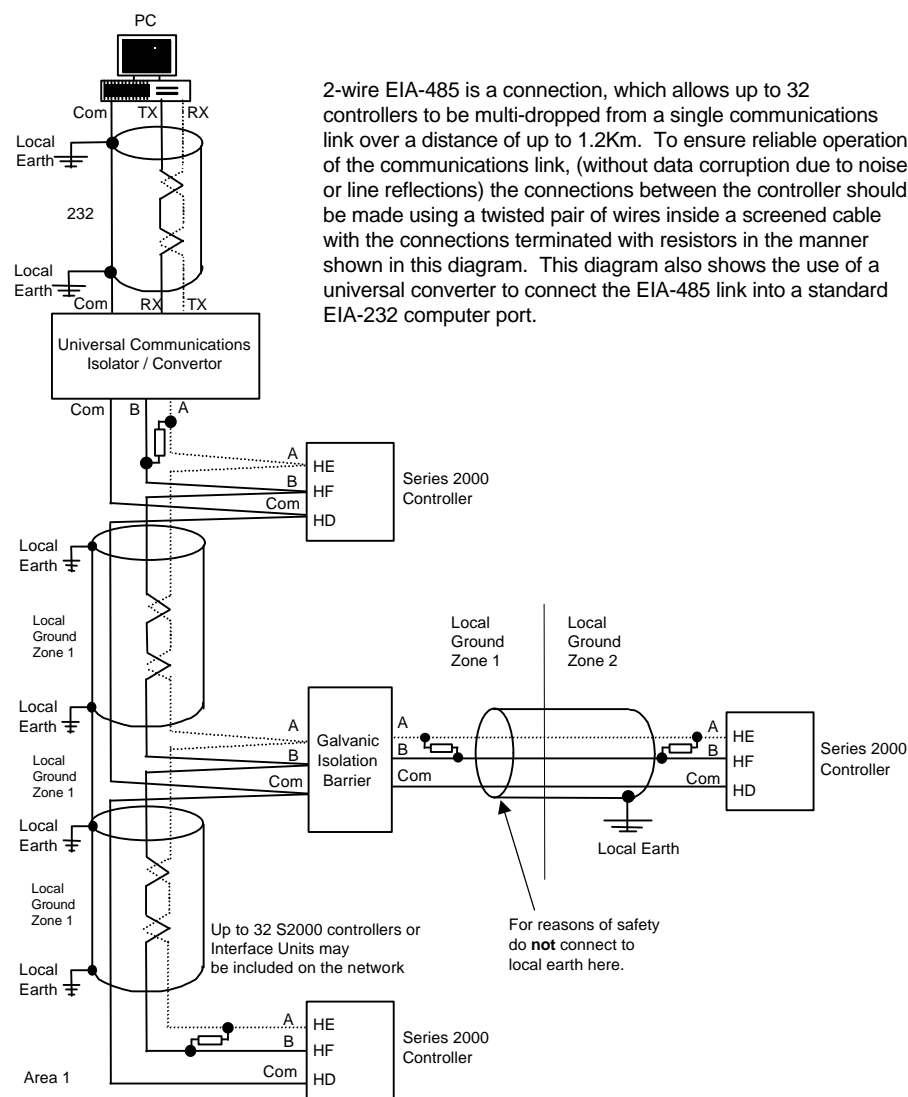 PC
2-wire EIA-485 is a connection, which allows up to 32
controllers to be multi-dropped from a single communications
link over a distance of up to 1.2Km. To ensure reliable operation
of the communications link, (without data corruption due to noise
or line reflections) the connections between the controller should
be made using a twisted pair of wires inside a screened cable
with the connections terminated with resistors in the manner
shown in this diagram. This diagram also shows the use of a
universal converter to connect the EIA-485 link into a standard
EIA-232 computer port.
Com TX RX
Local
Earth
232
Local
Earth
Com RX TX
Universal Communications
Isolator / Convertor
Com B A
A
B
Com
HE
HF
HD
Series 2000
Controller
Local
Earth
Local
Ground
Zone 1
Local
Earth
Local
Ground
Zone 1
Local
Earth
Local
Ground
Zone 1
Local
Earth
A
B
Com
Galvanic
Isolation
Barrier
A
B
Com
Local
Ground
Zone 1
Local
Ground
Zone 2
A
B
Com
HE
HF
HD
Series 2000
Controller
Local Earth
For reasons of safety
do not connect to
local earth here.
Up to 32 S2000 controllers or
Interface Units may
be included on the network
A
B
Com
HE
HF
HD
Series 2000
Controller
Area 1